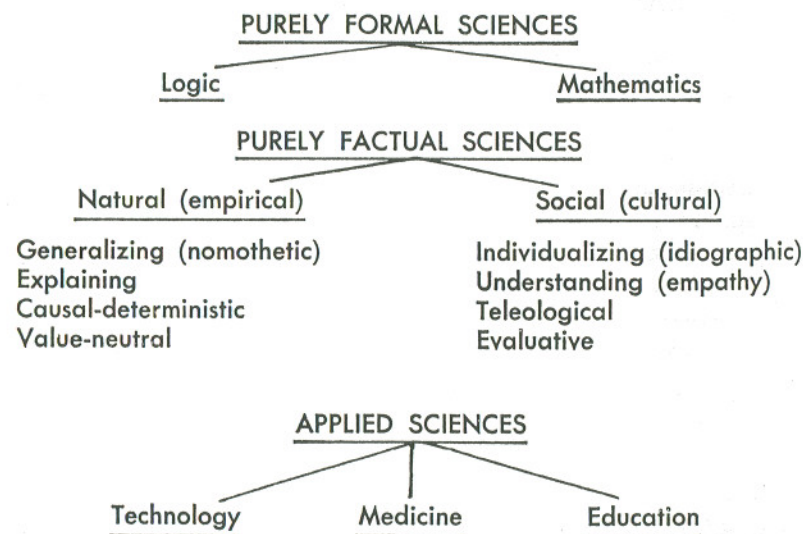 PURELY FORMAL SCIENCES
Logic Mathematics
PURELY FACTUAL SCIENCES
Natural (empirical) Social (cultural)
Generalizing (nomothetic) Individualizing (idiographic)
Explaining Understanding (empathy)
Causal-deterministic Teleological
Value-neutral Evaluative
APPLIED SCIENCES
Technology Medicine Education